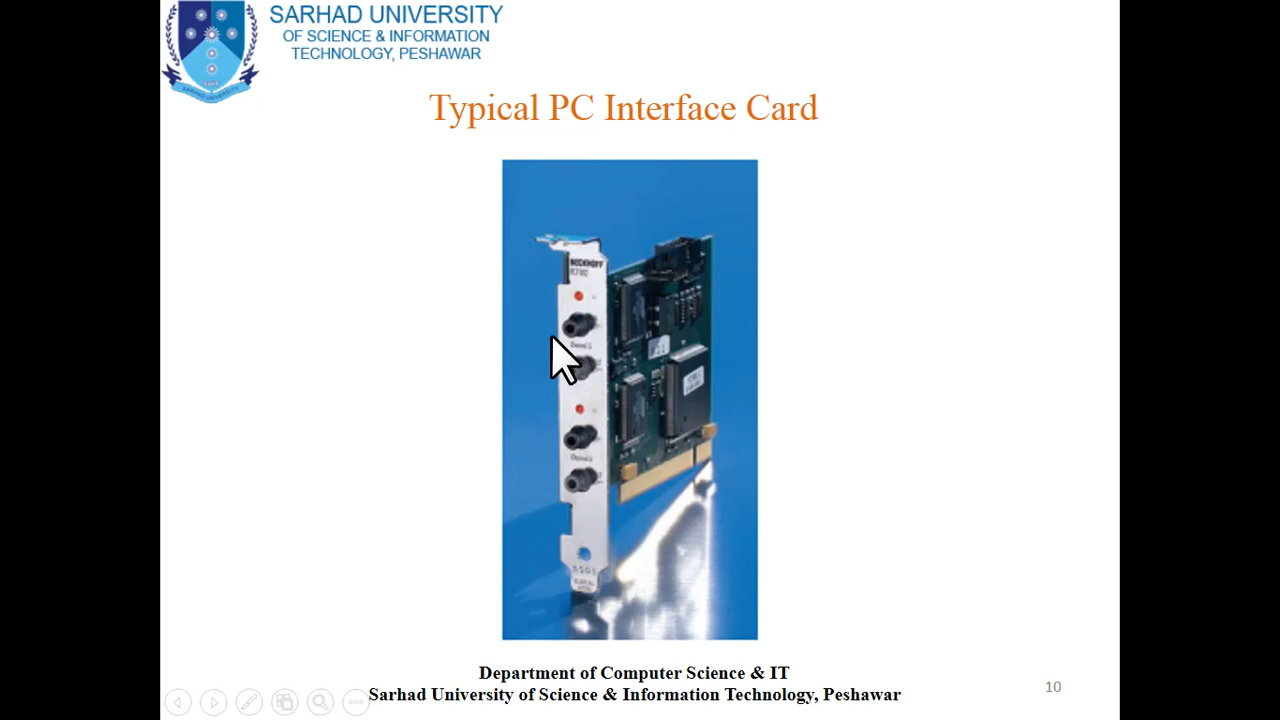 SARHAD UNIVERSITY
OF SCIENCE & INFORMATION
TECHNOLOGY, PESHAWAR
Typical PC Interface Card
BECKHOFF
Department of Computer Science & IT
Sarhad University of Science & Information Technology, Peshawar
10